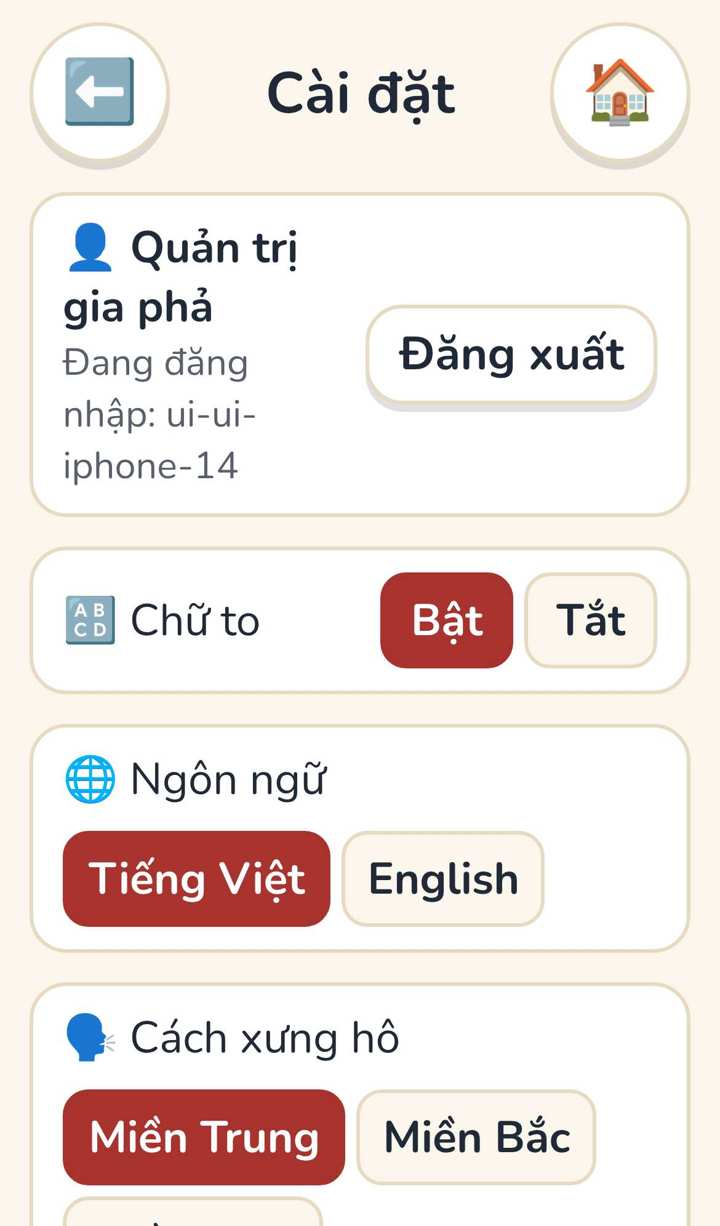 Cài đặt
Quản trị
gia phả
Đang đăng
nhập: ui-ui-
iphone-14
Đăng xuất
Chữ to
Bật
Tắt
Ngôn ngữ
Tiếng Việt
English
Cách xưng hô
Miền Trung
Miền Bắc